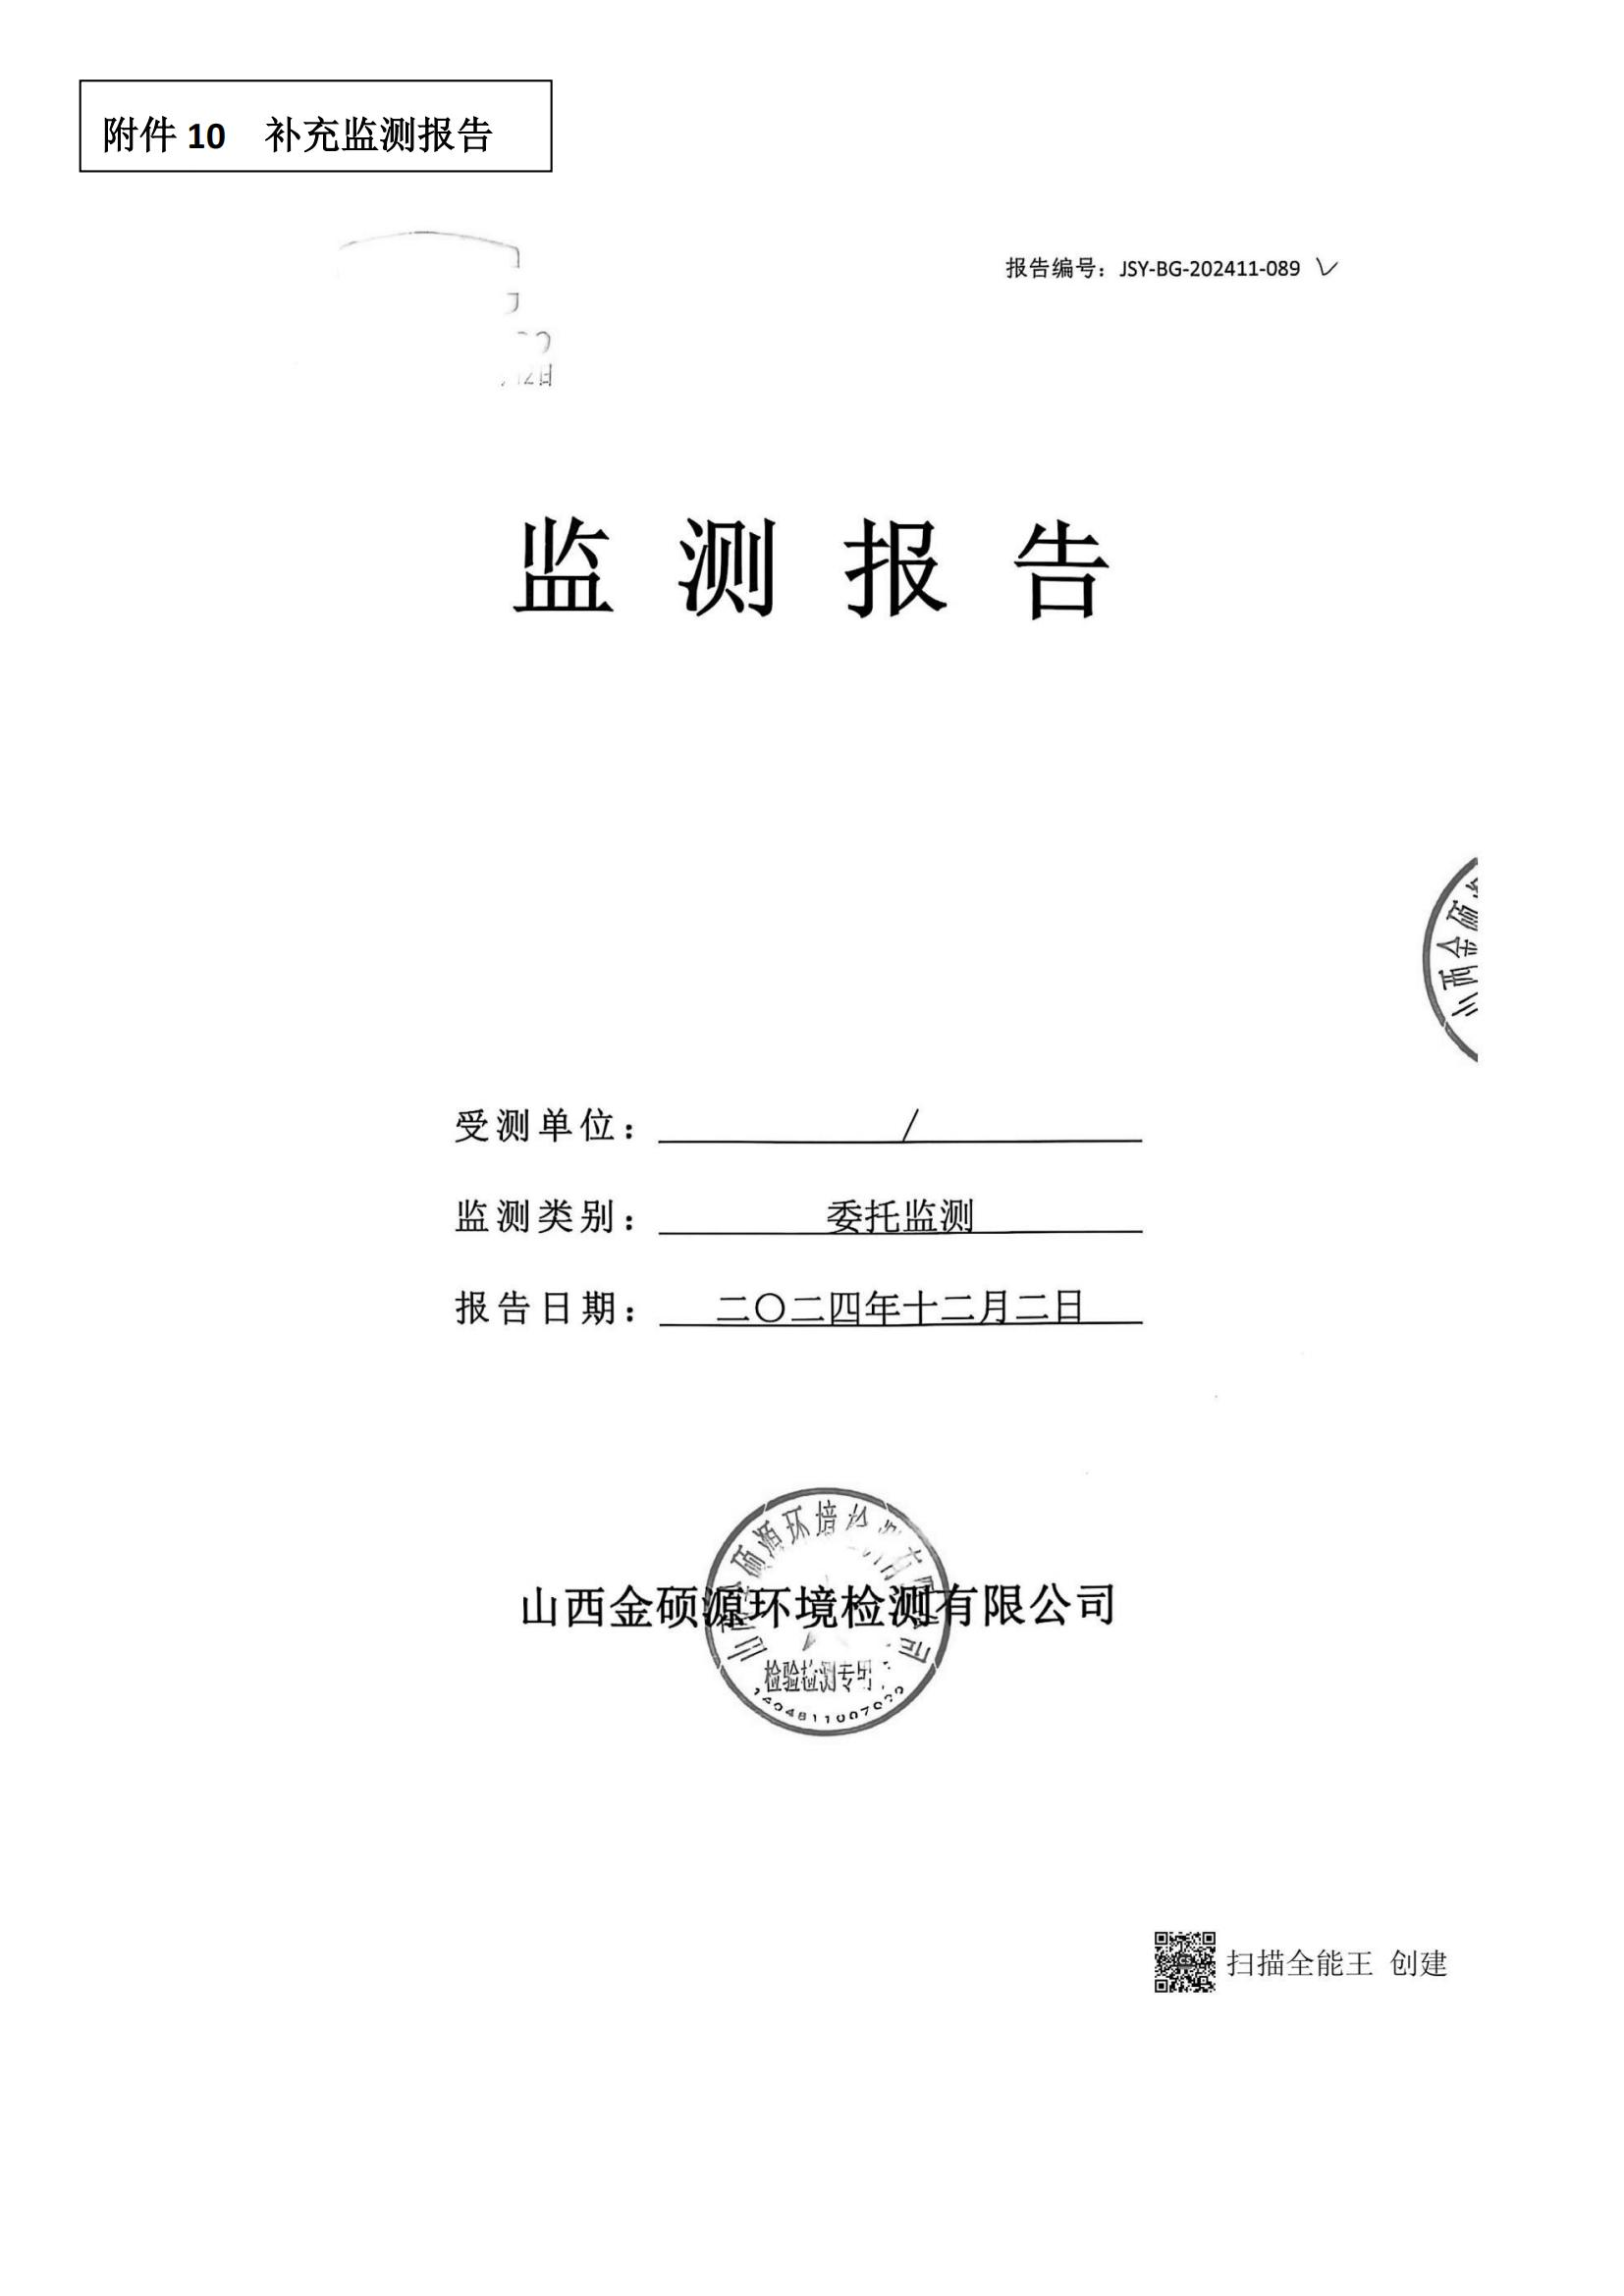 附件 10 补充监测报告
报告编号：JSY-BG-202411-089
监测报告
受测单位： /
监测类别： 委托监测
报告日期： 二〇二四年十二月二日
山西金硕源环境检测有限公司
检验检测专
扫描全能王 创建